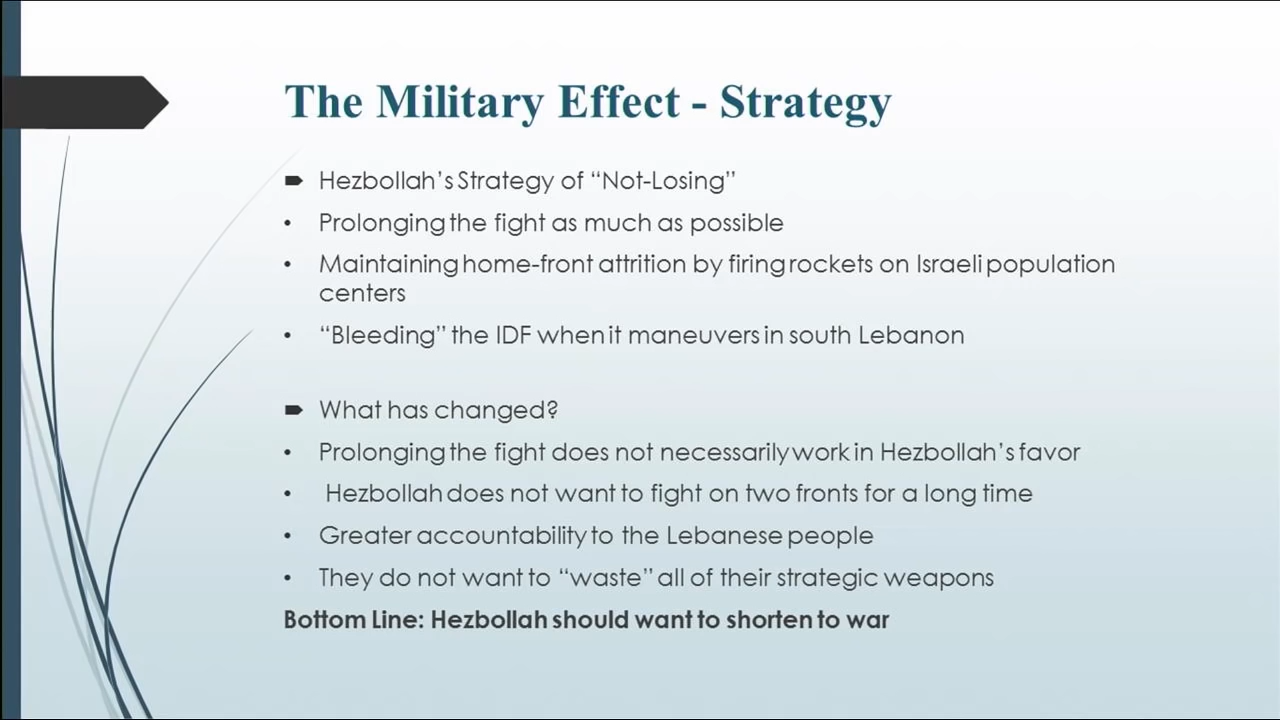 The Military Effect - Strategy
Hezbollah’s Strategy of “Not-Losing”
• Prolonging the fight as much as possible
• Maintaining home-front attrition by firing rockets on Israeli population
centers
• “Bleeding” the IDF when it maneuvers in south Lebanon
What has changed?
• Prolonging the fight does not necessarily work in Hezbollah’s favor
• Hezbollah does not want to fight on two fronts for a long time
• Greater accountability to the Lebanese people
• They do not want to “waste” all of their strategic weapons
Bottom Line: Hezbollah should want to shorten to war